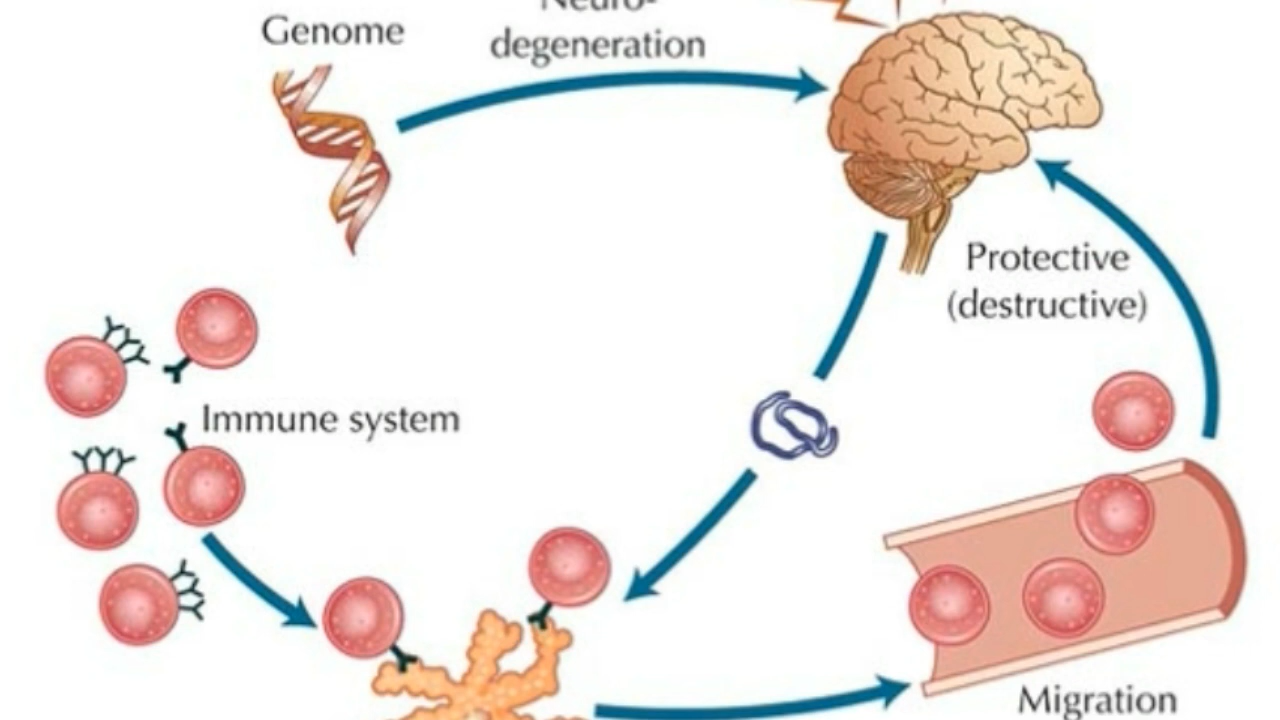 Genome
Neuro-
degeneration
Protective
(destructive)
Immune system
Migration